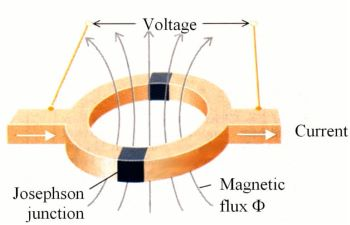 Voltage
Current
Josephson
junction
Magnetic
flux Φ